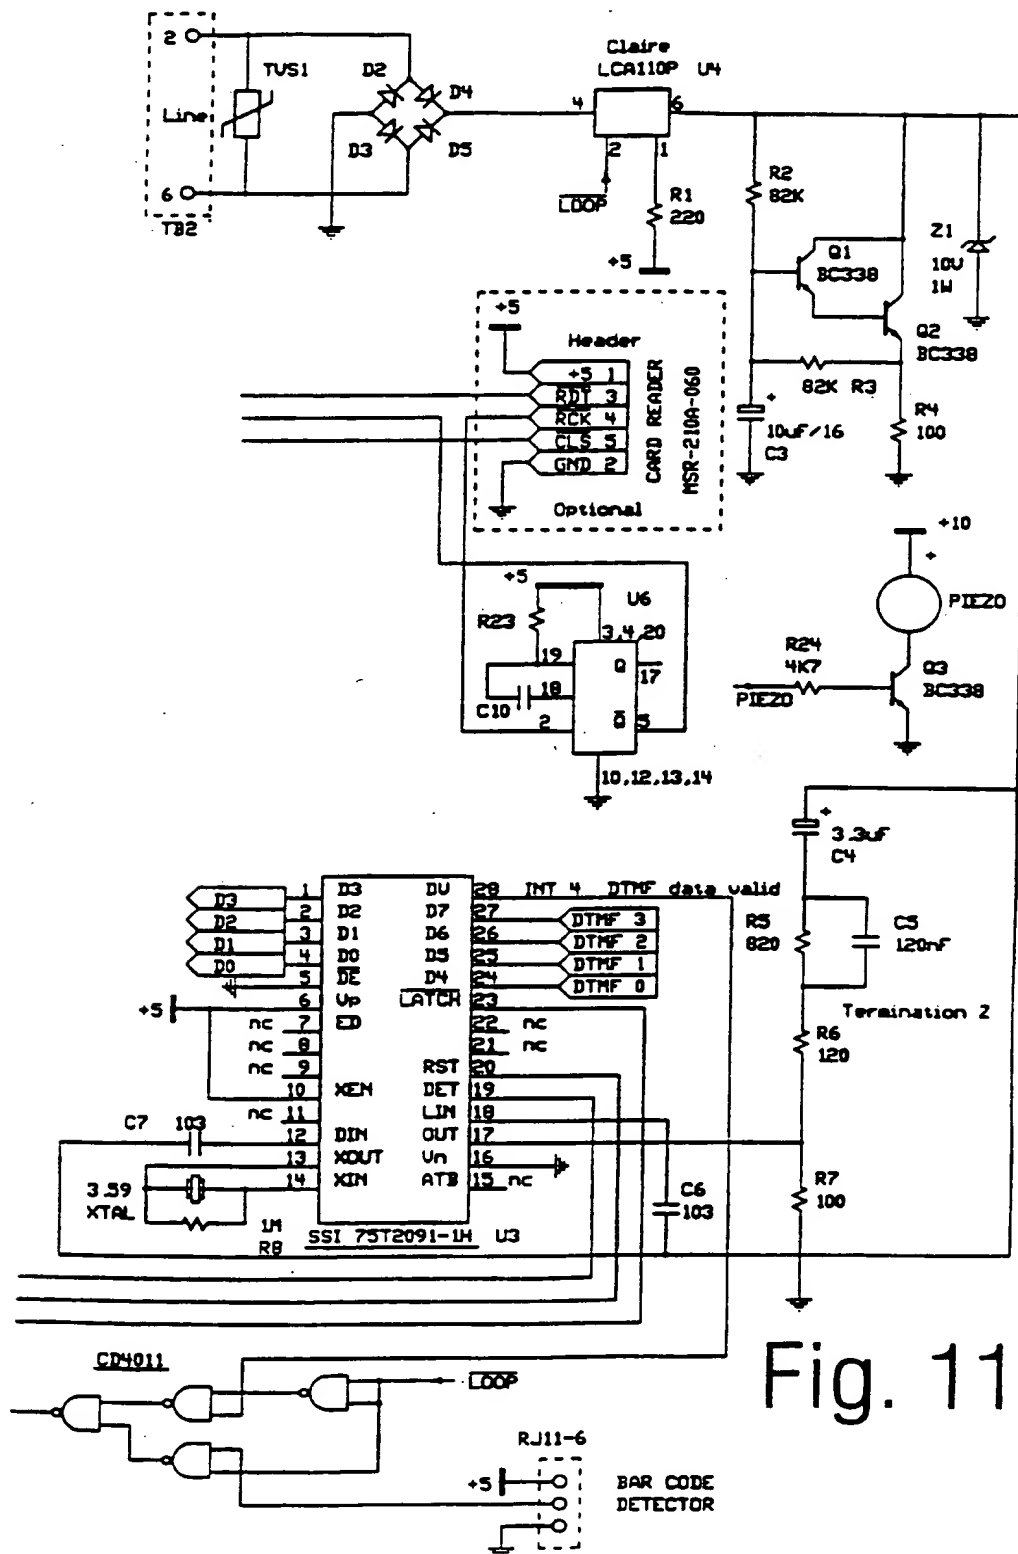 Claire
LCA110P U4
2
TVS1
D2
D4
4
6
Line
D3
D5
2
1
6
TB2
LOOP
R1
220
+5
R2
82K
Q1
BC338
Z1
10V
1W
Q2
BC338
82K R3
+
10uF/16
C3
R4
100
+5
Header
+5 1
RDT 3
RCK 4
CLS 5
GND 2
CARD READER
MSR-210A-060
Optional
+10
+
PIEZO
R24
4K7
PIEZO
Q3
BC338
+5
U6
R23
3,4,20
19
Q
17
18
C10
2
Q
5
10,12,13,14
+
3.3uF
C4
R5
820
C5
120nF
Termination Z
R6
120
R7
100
D3 1 D3 DV 28 INT 4 DTMF data valid
D2 2 D2 D7 27 DTMF 3
D1 3 D1 D6 26 DTMF 2
D0 4 D0 D5 25 DTMF 1
5 DE D4 24 DTMF 0
+5 6 Vp LATCH 23
nc 7 ED 22 nc
nc 8 21 nc
nc 9 RST 20
10 XEN DET 19
nc 11 LIN 18
C7 103 12 DIN OUT 17
13 XOUT Vn 16
14 XIN ATB 15 nc
3.59
XTAL
1M
R8
SSI 75T2091-1H U3
C6
103
CD4011
LOOP
Fig. 11
RJ11-6
+5
BAR CODE
DETECTOR